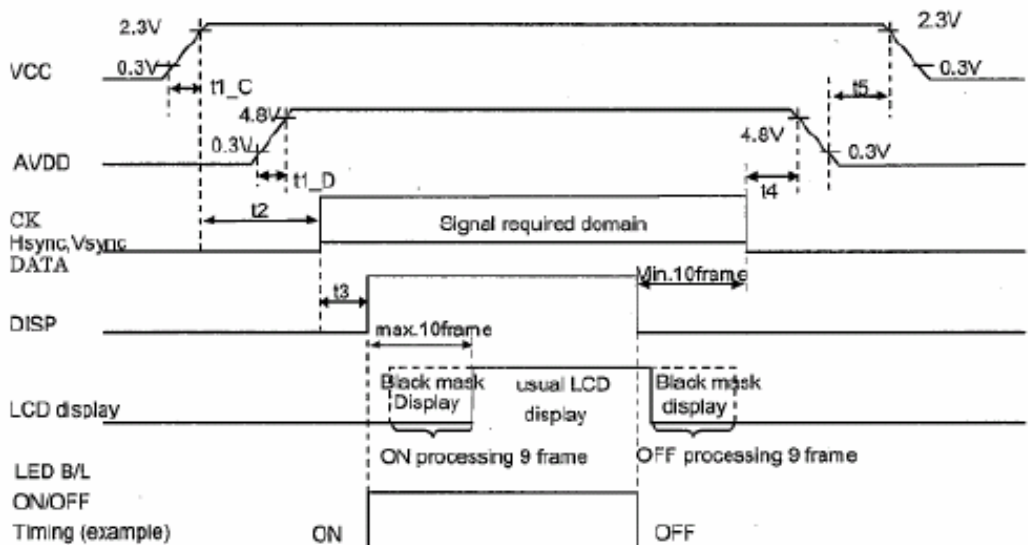 2.3V
2.3V
VCC
0.3V
0.3V
t1_C
t5
4.8V
4.8V
0.3V
0.3V
AVDD
t1_D
t4
t2
CK
Signal required domain
Hsync,Vsync
DATA
Min.10frame
t3
DISP
max.10frame
Black mask
Display
usual LCD
display
Black mask
display
LCD display
ON processing 9 frame
OFF processing 9 frame
LED B/L
ON/OFF
Timing (example)
ON
OFF